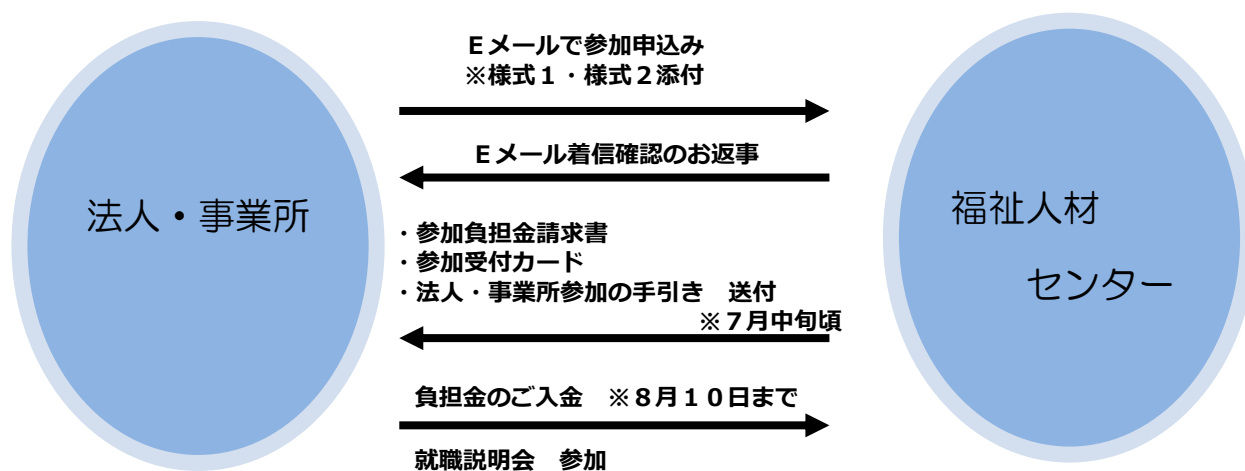 Eメールで参加申込み
※様式１・様式２添付
Eメール着信確認のお返事
法人・事業所
福祉人材
センター
・参加負担金請求書
・参加受付カード
・法人・事業所参加の手引き　送付
※７月中旬頃
負担金のご入金　※８月１０日まで
就職説明会　参加